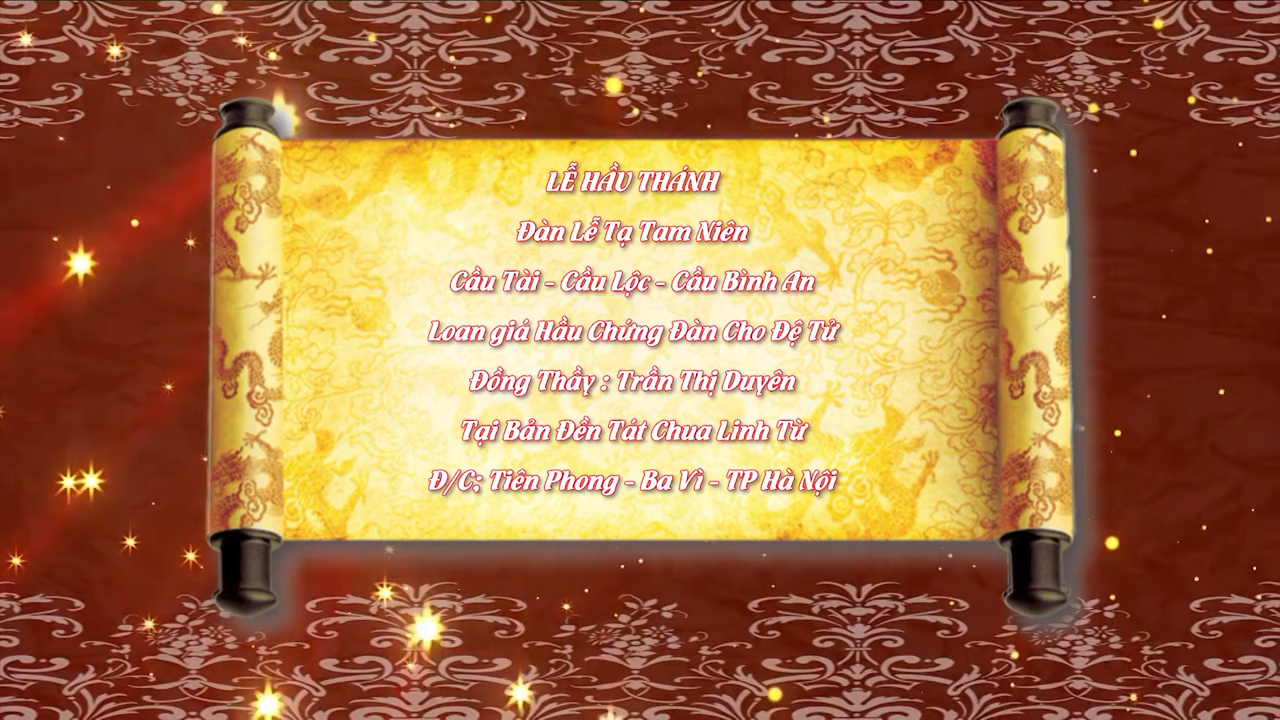 LỄ HẦU THÁNH
Đàn Lễ Tạ Tam Niên
Cầu Tài - Cầu Lộc - Cầu Bình An
Loan giá Hầu Chứng Đàn Cho Đệ Tử
Đồng Thầy : Trần Thị Duyên
Tại Bản Đền Tát Chua Linh Từ
Đ/C: Tiên Phong - Ba Vì - TP Hà Nội